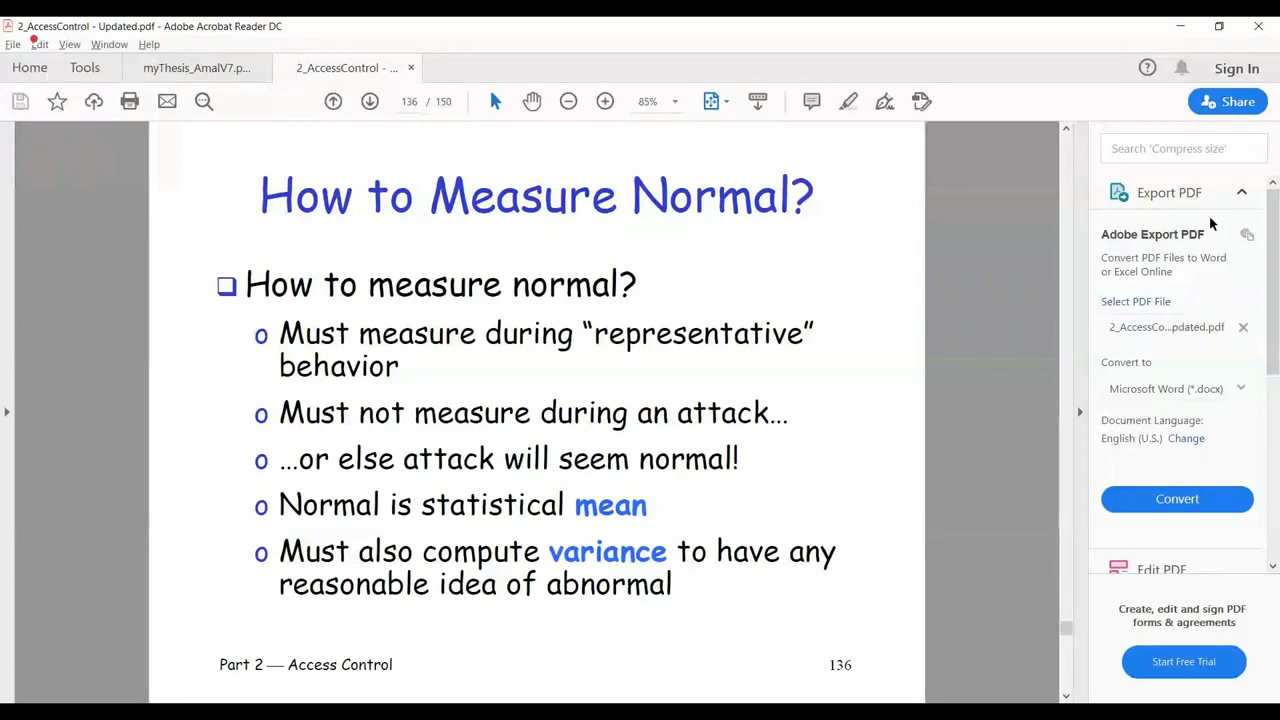 2_AccessControl - Updated.pdf - Adobe Acrobat Reader DC
File Edit View Window Help
Home Tools myThesis_AmalV7.p... 2_AccessControl - ... × Sign In
136 / 150 85% Share
Search 'Compress size'
Export PDF
Adobe Export PDF
Convert PDF Files to Word
or Excel Online
Select PDF File
2_AccessCo...pdated.pdf
Convert to
Microsoft Word (*.docx)
Document Language:
English (U.S.) Change
Convert
Edit PDF
Create, edit and sign PDF
forms & agreements
Start Free Trial
How to Measure Normal?
How to measure normal?
o Must measure during “representative”
behavior
o Must not measure during an attack…
o …or else attack will seem normal!
o Normal is statistical mean
o Must also compute variance to have any
reasonable idea of abnormal
Part 2 — Access Control 136